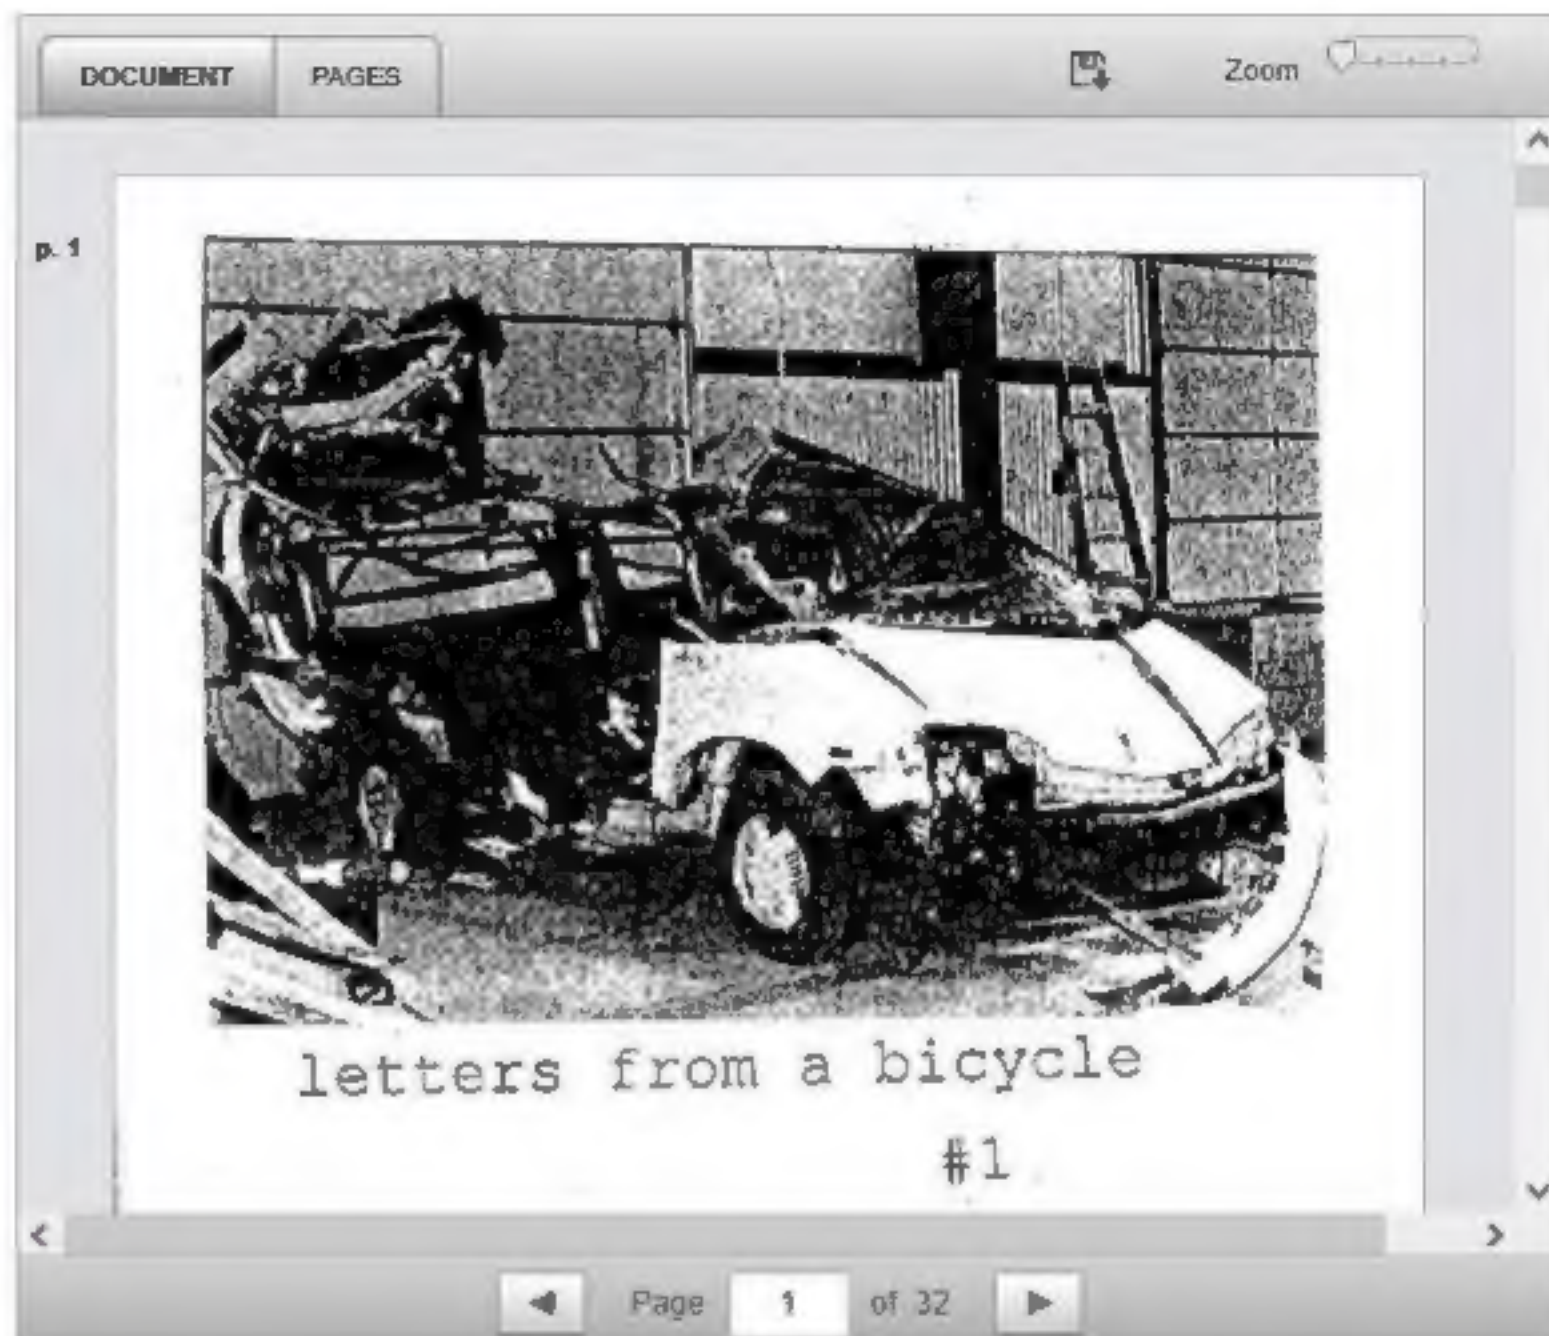 DOCUMENT PAGES Zoom
p. 1
letters from a bicycle
#1
Page 1 of 32